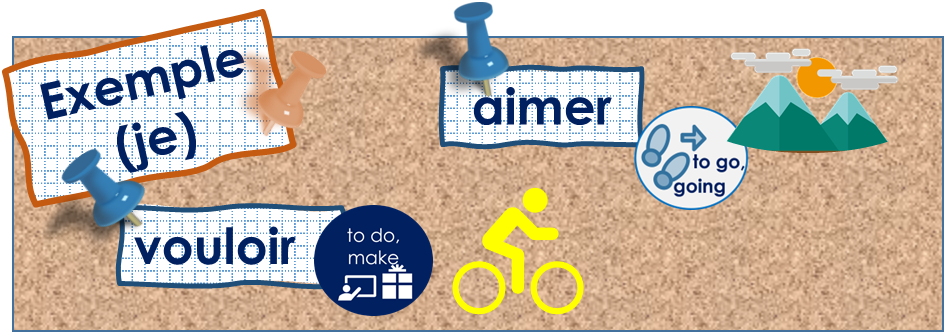 Exemple
(je)
aimer
to go,
going
vouloir
to do,
make